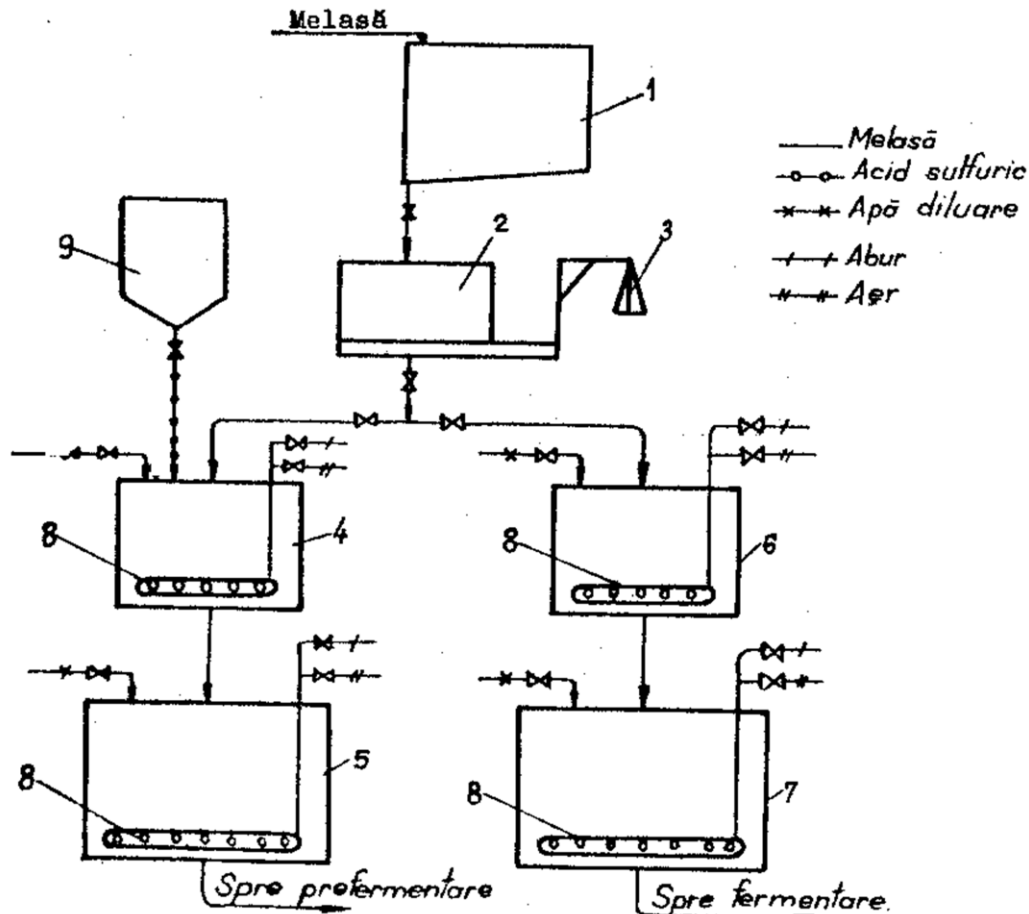 Melasă
1
Melasă
Acid sulfuric
Apă diluare
Abur
Aer
2
3
9
4
8
6
8
5
8
7
8
Spre prefermentare
Spre fermentare.